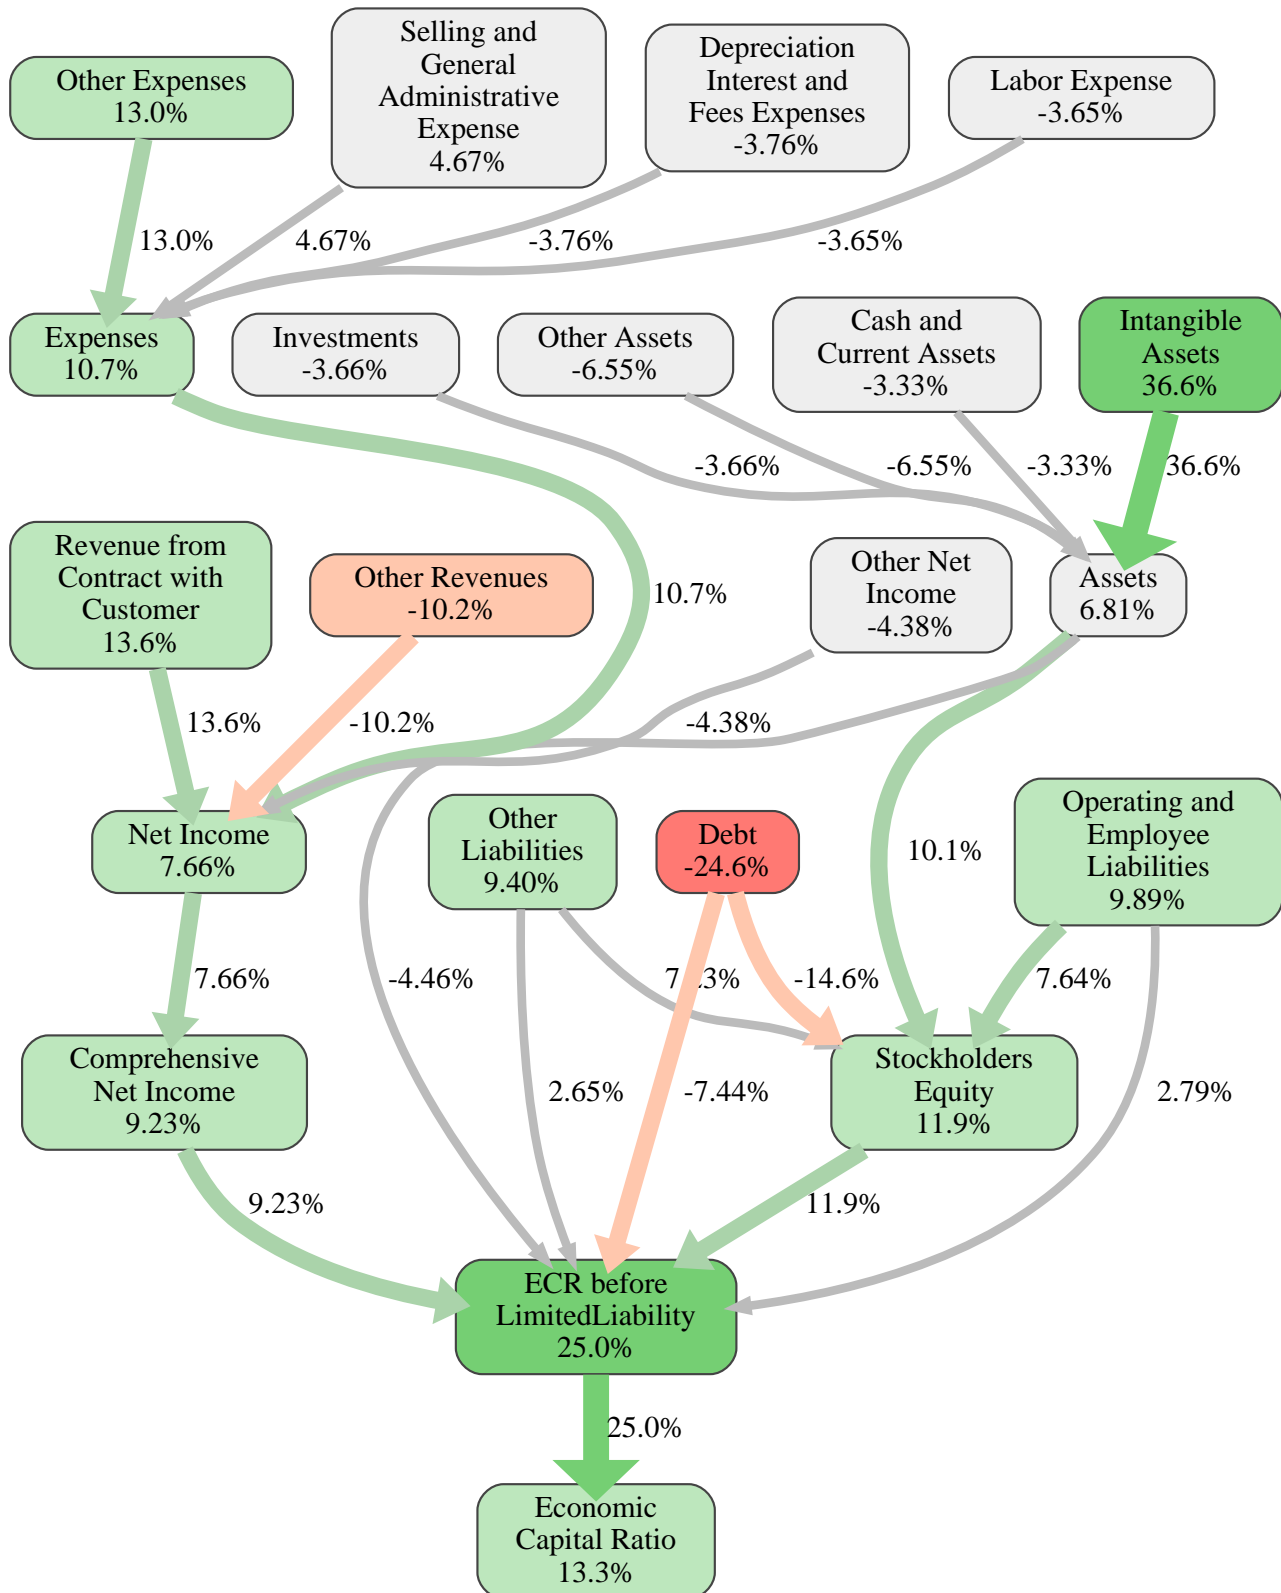 Other Expenses
13.0%
Selling and
General
Administrative
Expense
4.67%
Depreciation
Interest and
Fees Expenses
-3.76%
Labor Expense
-3.65%
13.0%
4.67%
-3.76%
-3.65%
Expenses
10.7%
Investments
-3.66%
Other Assets
-6.55%
Cash and
Current Assets
-3.33%
Intangible
Assets
36.6%
-3.66%
-6.55%
-3.33%
36.6%
Revenue from
Contract with
Customer
13.6%
Other Revenues
-10.2%
10.7%
Other Net
Income
-4.38%
Assets
6.81%
13.6%
-10.2%
-4.38%
Net Income
7.66%
Other
Liabilities
9.40%
Debt
-24.6%
10.1%
Operating and
Employee
Liabilities
9.89%
7.66%
-4.46%
-14.6%
7.64%
Comprehensive
Net Income
9.23%
2.65%
-7.44%
Stockholders
Equity
11.9%
2.79%
9.23%
11.9%
ECR before
LimitedLiability
25.0%
25.0%
Economic
Capital Ratio
13.3%